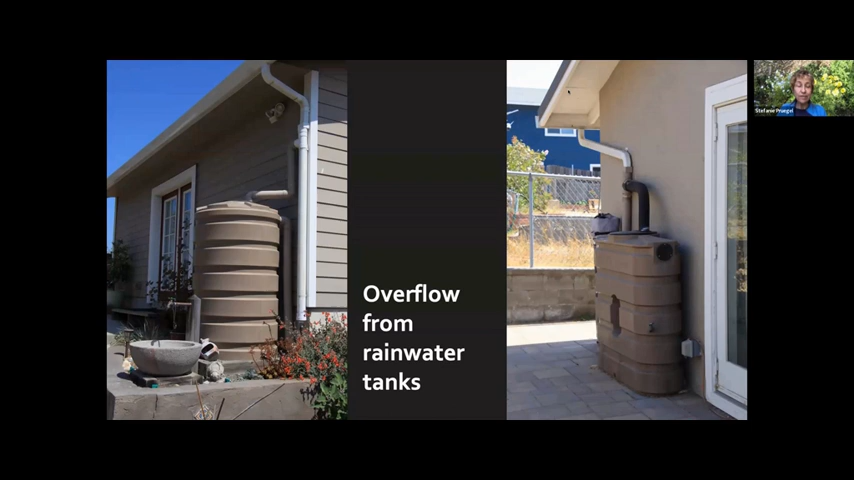 Overflow
from
rainwater
tanks
Stefanie Pruegel